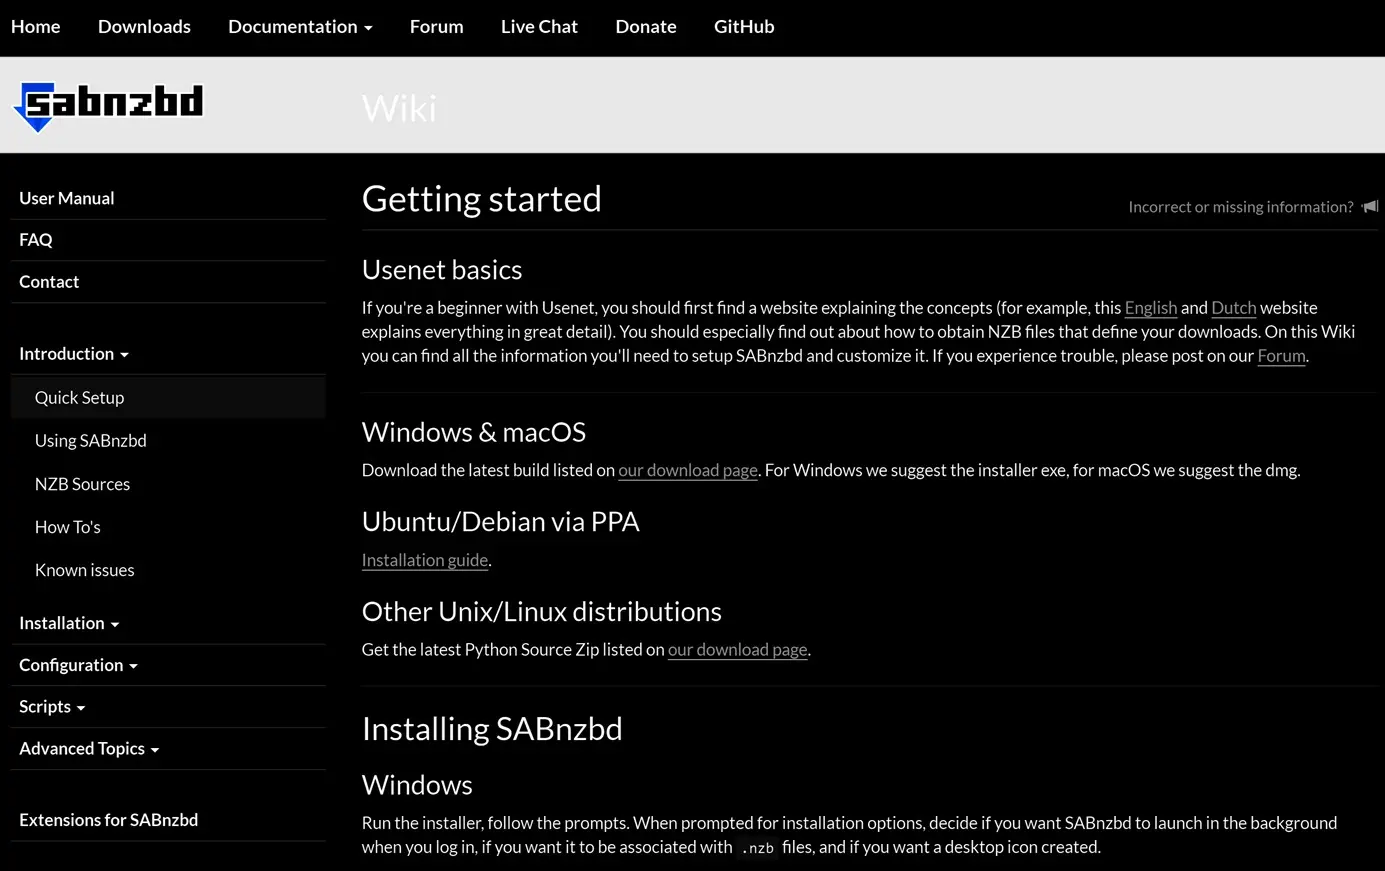 Home Downloads Documentation Forum Live Chat Donate GitHub
sabnzbd
Wiki
User Manual
FAQ
Contact
Introduction
Quick Setup
Using SABnzbd
NZB Sources
How To's
Known issues
Installation
Configuration
Scripts
Advanced Topics
Extensions for SABnzbd
Getting started
Incorrect or missing information?
Usenet basics
If you're a beginner with Usenet, you should first find a website explaining the concepts (for example, this English and Dutch website
explains everything in great detail). You should especially find out about how to obtain NZB files that define your downloads. On this Wiki
you can find all the information you'll need to setup SABnzbd and customize it. If you experience trouble, please post on our Forum.
Windows & macOS
Download the latest build listed on our download page. For Windows we suggest the installer exe, for macOS we suggest the dmg.
Ubuntu/Debian via PPA
Installation guide.
Other Unix/Linux distributions
Get the latest Python Source Zip listed on our download page.
Installing SABnzbd
Windows
Run the installer, follow the prompts. When prompted for installation options, decide if you want SABnzbd to launch in the background
when you log in, if you want it to be associated with .nzb files, and if you want a desktop icon created.